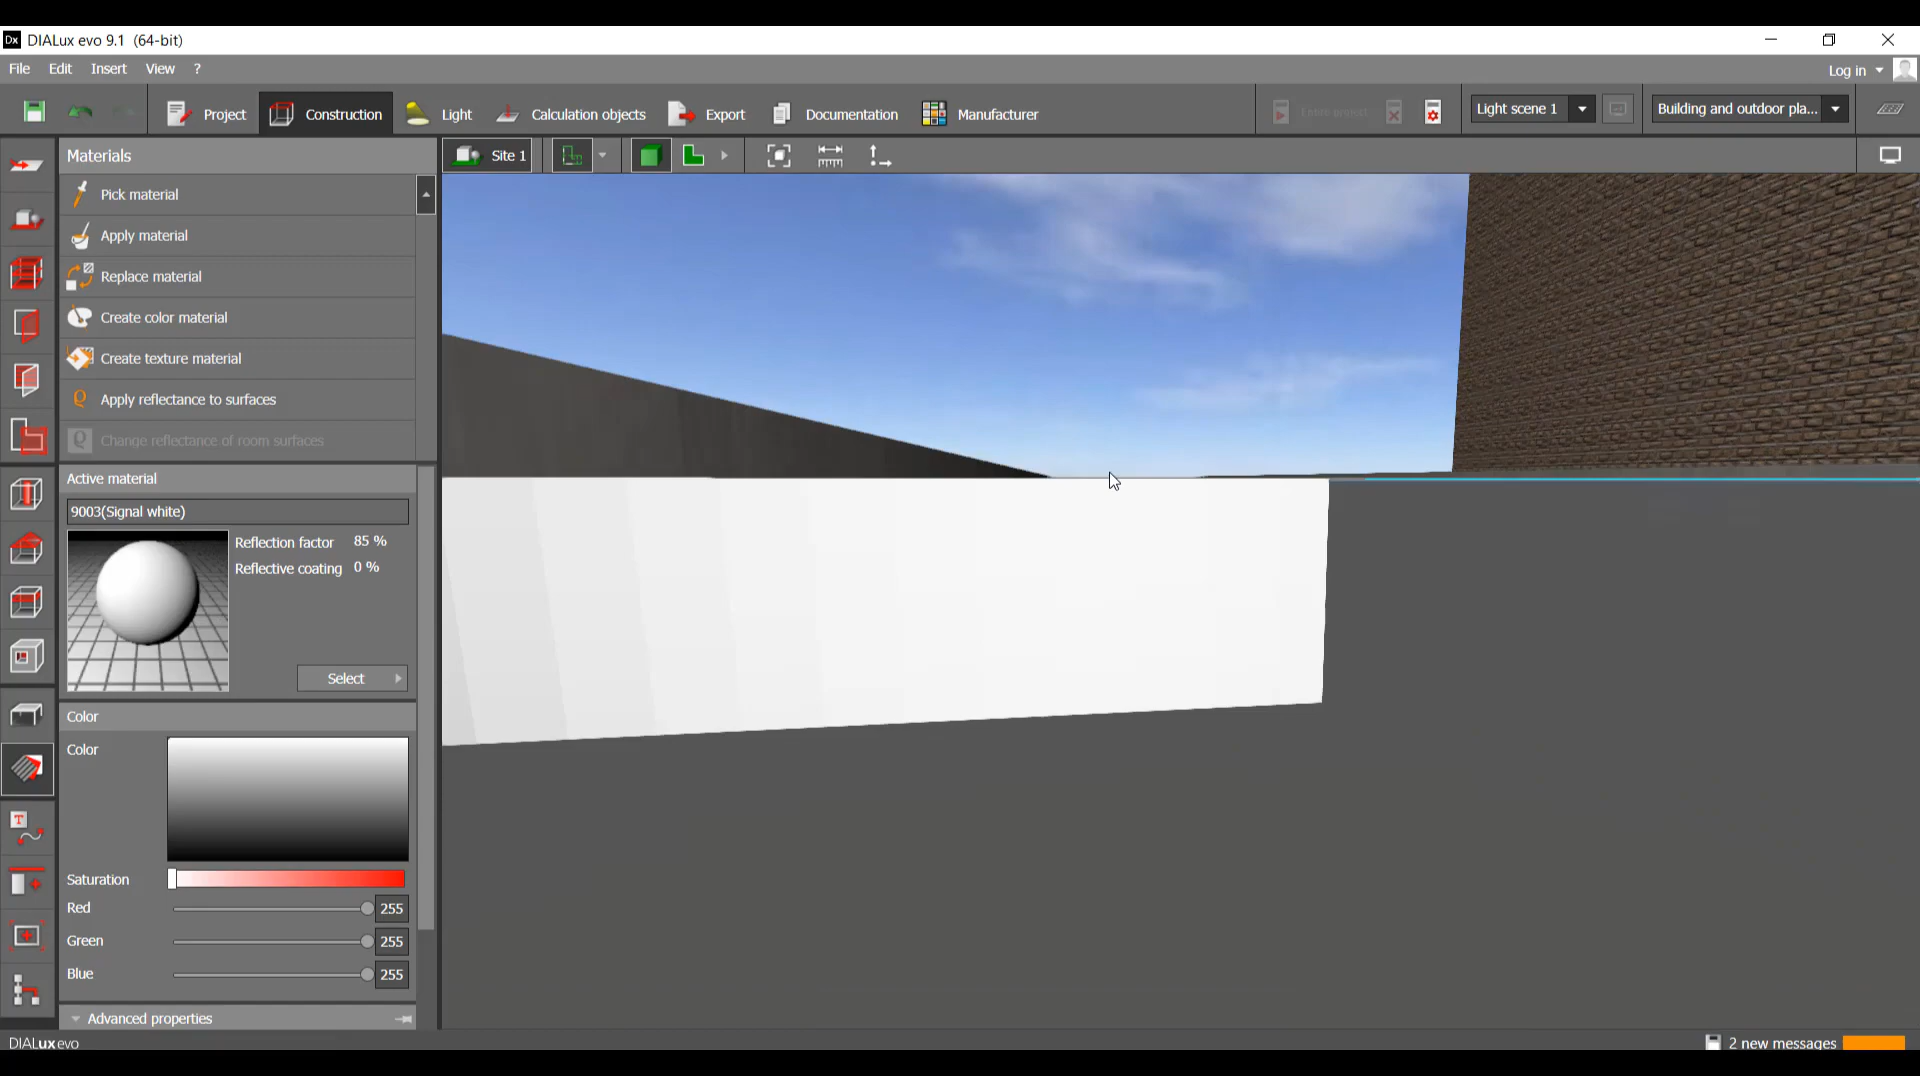 Dx DIALux evo 9.1 (64-bit)
File Edit Insert View ?
Log in
Project Construction Light Calculation objects Export Documentation Manufacturer
Entire project Light scene 1 Building and outdoor pla...
Materials
Site 1
Pick material
Apply material
Replace material
Create color material
Create texture material
Apply reflectance to surfaces
Change reflectance of room surfaces
Active material
9003(Signal white)
Reflection factor 85 %
Reflective coating 0 %
Select
Color
Color
Saturation
Red 255
Green 255
Blue 255
Advanced properties
DIALux evo
2 new messages